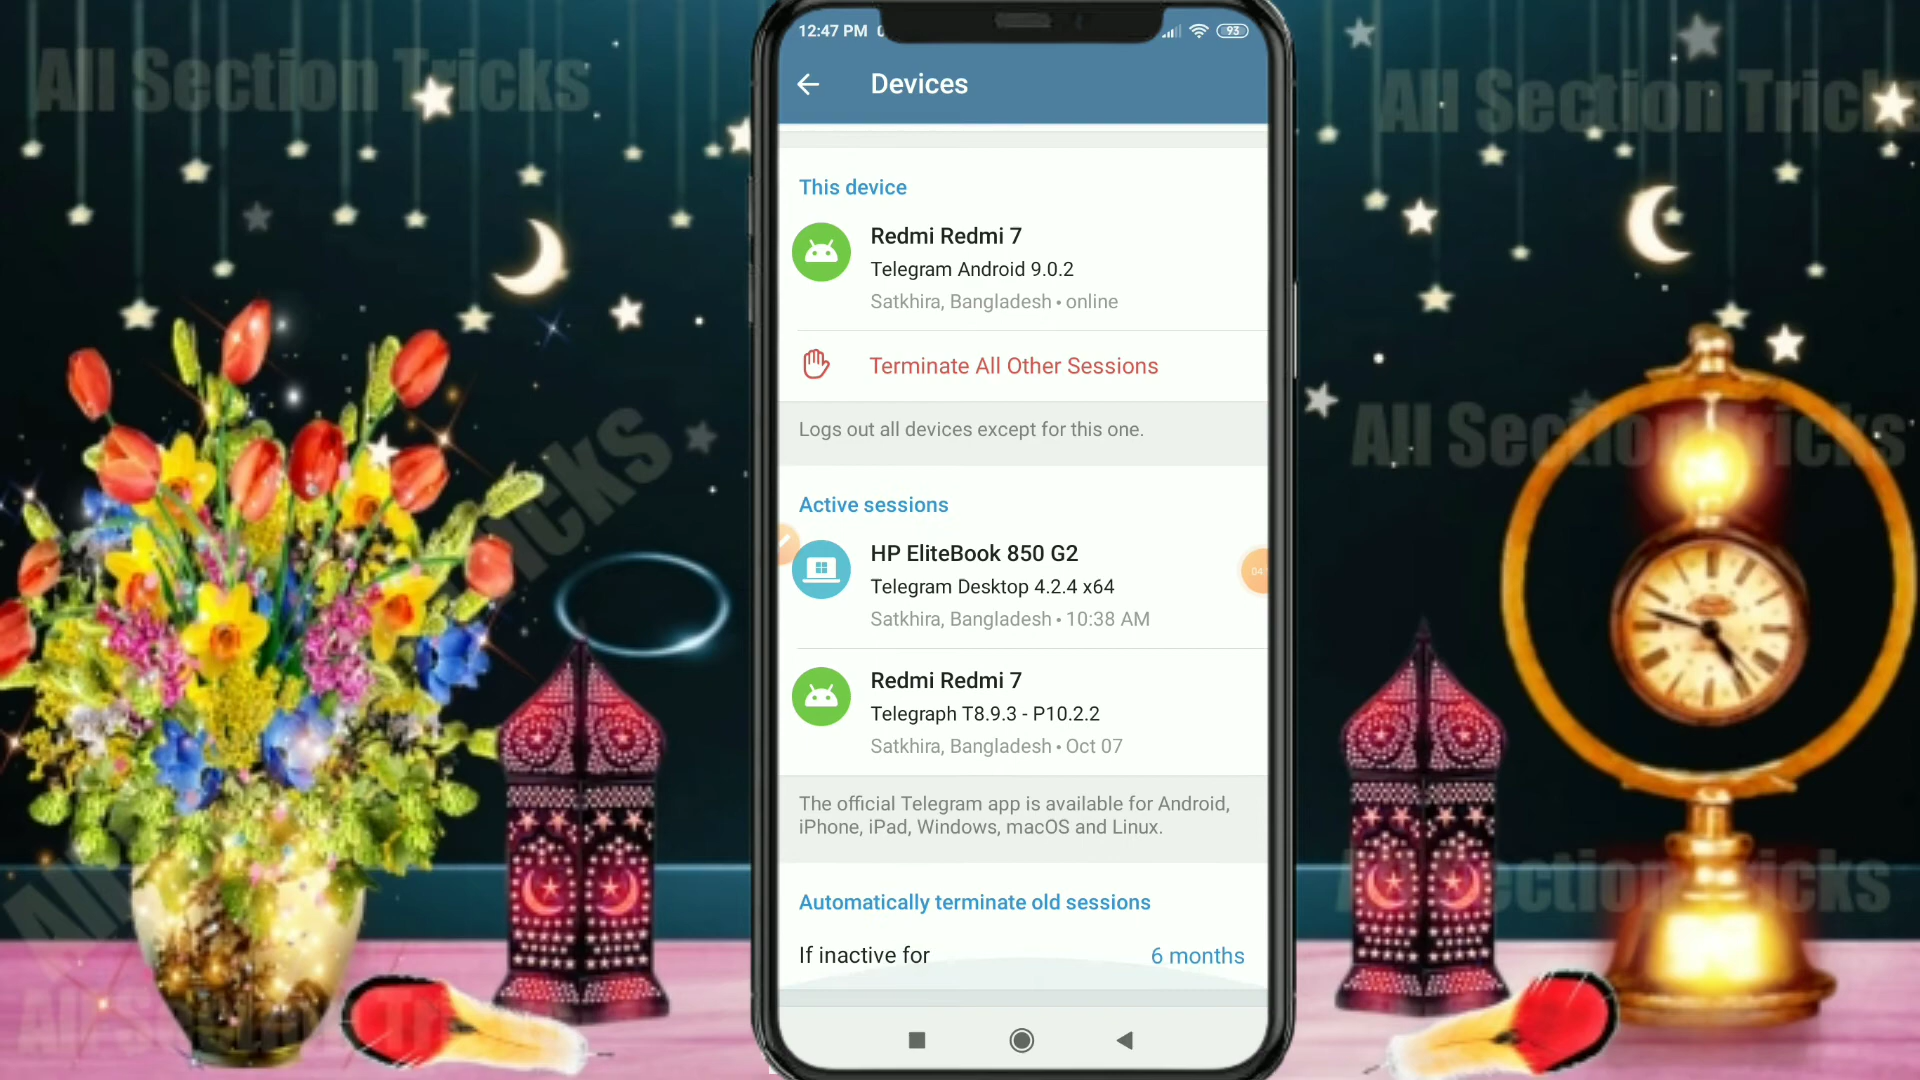 All Section Tricks
All Section Tric
12:47 PM
93
Devices
This device
Redmi Redmi 7
Telegram Android 9.0.2
Satkhira, Bangladesh • online
Terminate All Other Sessions
Logs out all devices except for this one.
All Section Tricks
Active sessions
HP EliteBook 850 G2
Telegram Desktop 4.2.4 x64
Satkhira, Bangladesh • 10:38 AM
Redmi Redmi 7
Telegraph T8.9.3 - P10.2.2
Satkhira, Bangladesh • Oct 07
The official Telegram app is available for Android,
iPhone, iPad, Windows, macOS and Linux.
Automatically terminate old sessions
If inactive for
6 months